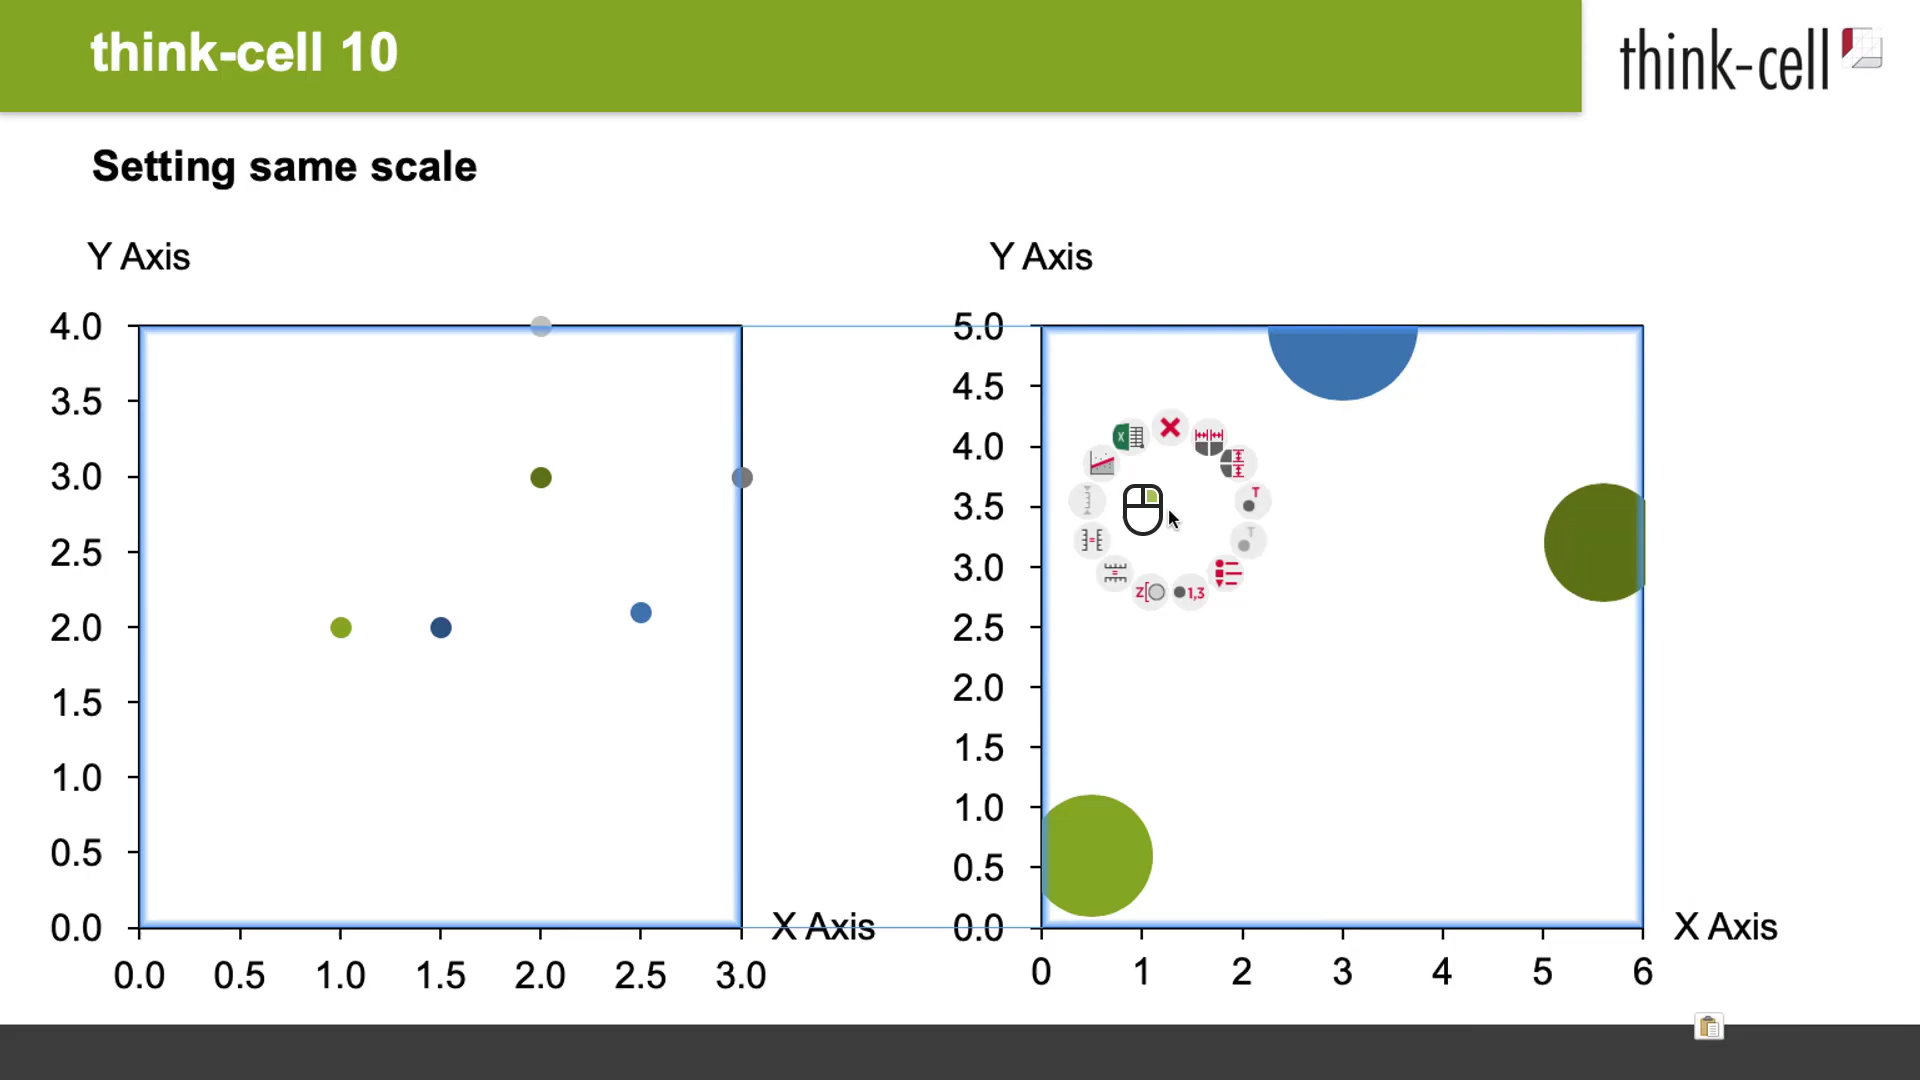 think-cell 10
think-cell
Setting same scale
Y Axis
4.0
3.5
3.0
2.5
2.0
1.5
1.0
0.5
0.0
0.0 0.5 1.0 1.5 2.0 2.5 3.0
X Axis
Y Axis
5.0
4.5
4.0
3.5
3.0
2.5
2.0
1.5
1.0
0.5
0.0
0 1 2 3 4 5 6
X Axis
X
T
T
1,3
Z[